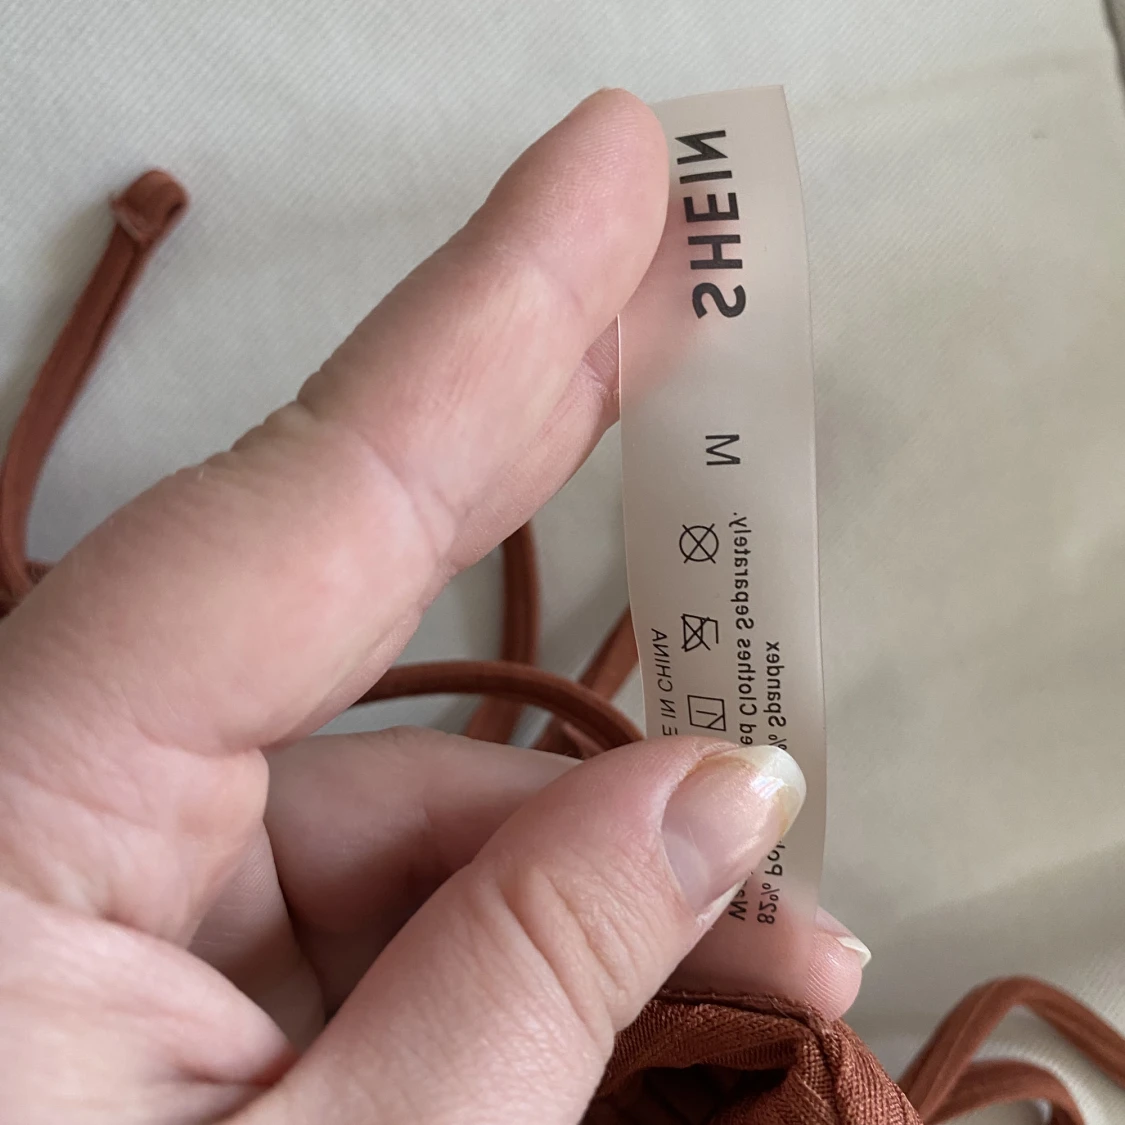 SHEIN
M
82% Spandex
Clothes Separately.
IN CHINA